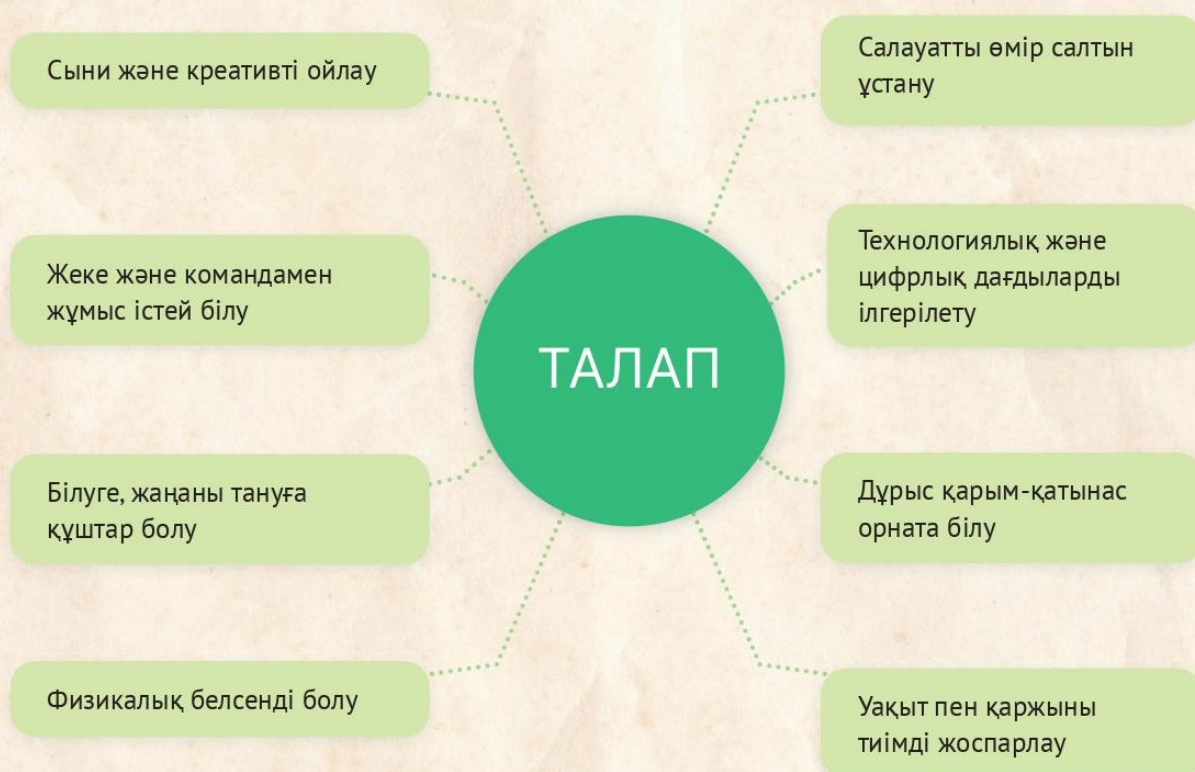 Сыни және креативті ойлау
Жеке және командамен
жұмыс істей білу
Білуге, жаңаны тануға
құштар болу
Физикалық белсенді болу
ТАЛАП
Салауатты өмір салтын
ұстану
Технологиялық және
цифрлық дағдыларды
ілгерілету
Дұрыс қарым-қатынас
орната білу
Уақыт пен қаржыны
тиімді жоспарлау